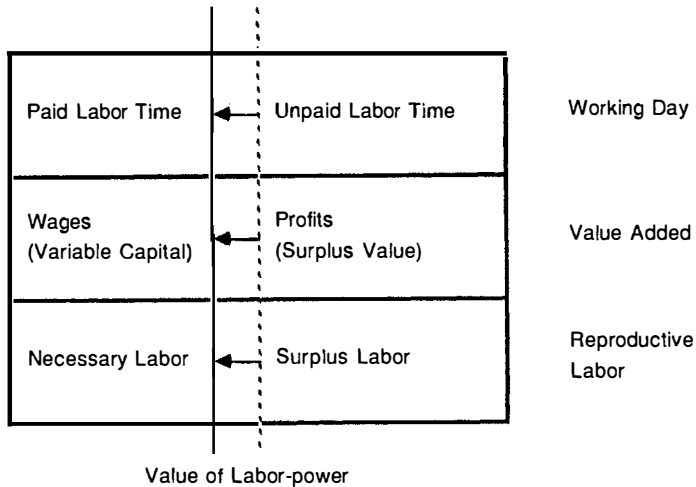 Paid Labor Time
Unpaid Labor Time
Working Day
Wages
(Variable Capital)
Profits
(Surplus Value)
Value Added
Necessary Labor
Surplus Labor
Reproductive
Labor
Value of Labor-power